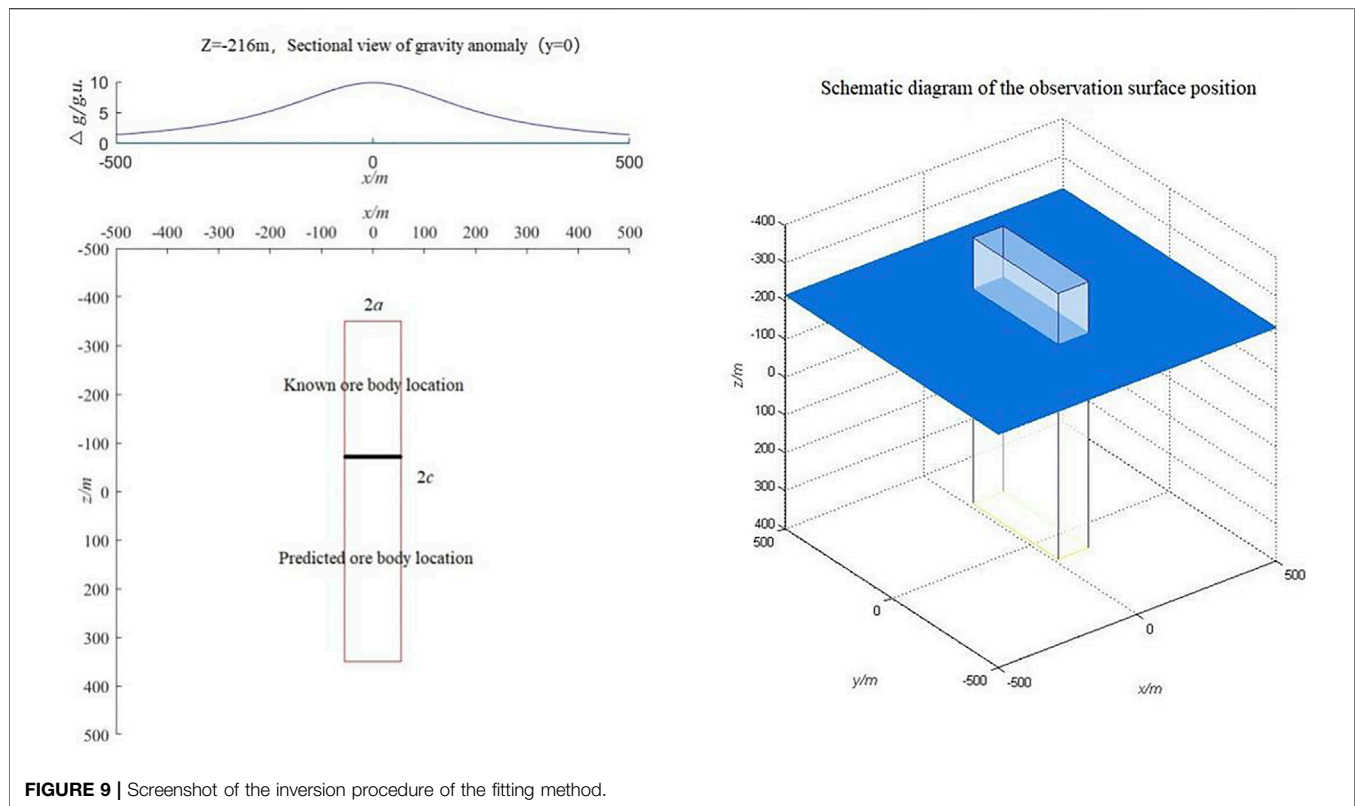 Z=-216m, Sectional view of gravity anomaly (y=0)
△ g/g.u.
10
5
0
-500 0 500
x/m
x/m
-500 -400 -300 -200 -100 0 100 200 300 400 500
-500
-400
2a
-300
Known ore body location
-200
-100
z/m
0
2c
100
Predicted ore body location
200
300
400
500
Schematic diagram of the observation surface position
-400
-300
-200
-100
0
z/m
100
200
300
400
500
0
-500
y/m
-500
0
500
x/m
FIGURE 9 | Screenshot of the inversion procedure of the fitting method.